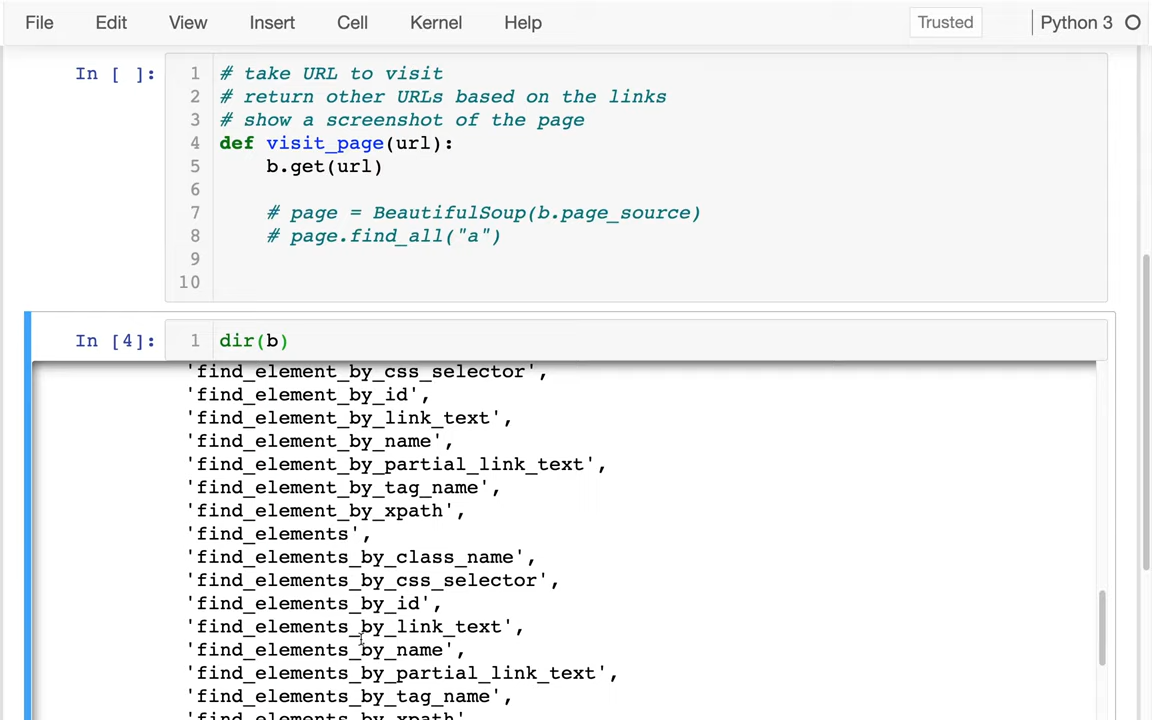 File Edit View Insert Cell Kernel Help Trusted Python 3
In [ ]:
1 # take URL to visit
2 # return other URLs based on the links
3 # show a screenshot of the page
4 def visit_page(url):
5     b.get(url)
6
7     # page = BeautifulSoup(b.page_source)
8     # page.find_all("a")
9
10
In [4]: 1 dir(b)
'find_element_by_css_selector',
'find_element_by_id',
'find_element_by_link_text',
'find_element_by_name',
'find_element_by_partial_link_text',
'find_element_by_tag_name',
'find_element_by_xpath',
'find_elements',
'find_elements_by_class_name',
'find_elements_by_css_selector',
'find_elements_by_id',
'find_elements_by_link_text',
'find_elements_by_name',
'find_elements_by_partial_link_text',
'find_elements_by_tag_name',
'find_elements_by_xpath'